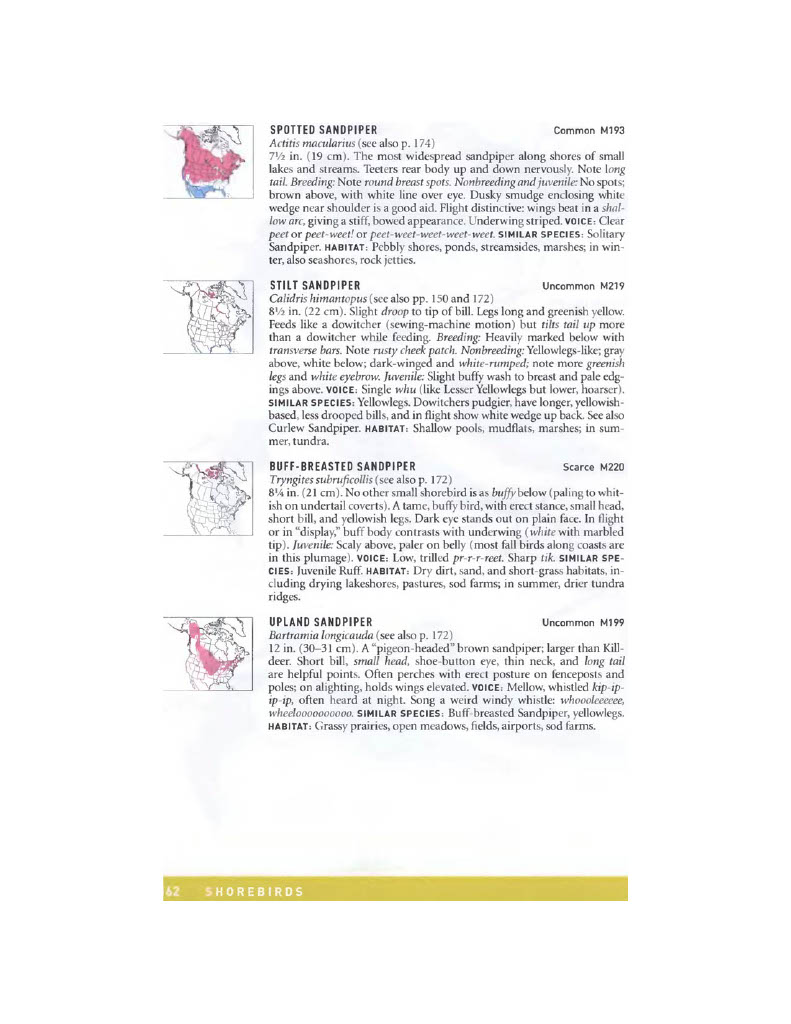 SPOTTED SANDPIPER Common M193
Actitis macularius (see also p. 174)
7½ in. (19 cm). The most widespread sandpiper along shores of small
lakes and streams. Teeters rear body up and down nervously. Note long
tail. Breeding: Note round breast spots. Nonbreeding and juvenile: No spots;
brown above, with white line over eye. Dusky smudge enclosing white
wedge near shoulder is a good aid. Flight distinctive: wings beat in a shal-
low arc, giving a stiff, bowed appearance. Underwing striped. VOICE: Clear
peet or peet-weet! or peet-weet-weet-weet-weet. SIMILAR SPECIES: Solitary
Sandpiper. HABITAT: Pebbly shores, ponds, streamsides, marshes; in win-
ter, also seashores, rock jetties.
STILT SANDPIPER Uncommon M219
Calidris himantopus (see also pp. 150 and 172)
8½ in. (22 cm). Slight droop to tip of bill. Legs long and greenish yellow.
Feeds like a dowitcher (sewing-machine motion) but tilts tail up more
than a dowitcher while feeding. Breeding: Heavily marked below with
transverse bars. Note rusty cheek patch. Nonbreeding: Yellowlegs-like; gray
above, white below; dark-winged and white-rumped; note more greenish
legs and white eyebrow. Juvenile: Slight buffy wash to breast and pale edg-
ings above. VOICE: Single whu (like Lesser Yellowlegs but lower, hoarser).
SIMILAR SPECIES: Yellowlegs. Dowitchers pudgier, have longer, yellowish-
based, less drooped bills, and in flight show white wedge up back. See also
Curlew Sandpiper. HABITAT: Shallow pools, mudflats, marshes; in sum-
mer, tundra.
BUFF-BREASTED SANDPIPER Scarce M220
Tryngites subruficollis (see also p. 172)
8¼ in. (21 cm). No other small shorebird is as buffy below (paling to whit-
ish on undertail coverts). A tame, buffy bird, with erect stance, small head,
short bill, and yellowish legs. Dark eye stands out on plain face. In flight
or in "display," buff body contrasts with underwing (white with marbled
tip). Juvenile: Scaly above, paler on belly (most fall birds along coasts are
in this plumage). VOICE: Low, trilled pr-r-r-reet. Sharp tik. SIMILAR SPE-
CIES: Juvenile Ruff. HABITAT: Dry dirt, sand, and short-grass habitats, in-
cluding drying lakeshores, pastures, sod farms; in summer, drier tundra
ridges.
UPLAND SANDPIPER Uncommon M199
Bartramia longicauda (see also p. 172)
12 in. (30–31 cm). A "pigeon-headed" brown sandpiper; larger than Kill-
deer. Short bill, small head, shoe-button eye, thin neck, and long tail
are helpful points. Often perches with erect posture on fenceposts and
poles; on alighting, holds wings elevated. VOICE: Mellow, whistled kip-ip-
ip-ip, often heard at night. Song a weird windy whistle: whoooleeeeee,
wheelooooooooo. SIMILAR SPECIES: Buff-breasted Sandpiper, yellowlegs.
HABITAT: Grassy prairies, open meadows, fields, airports, sod farms.
62 SHOREBIRDS